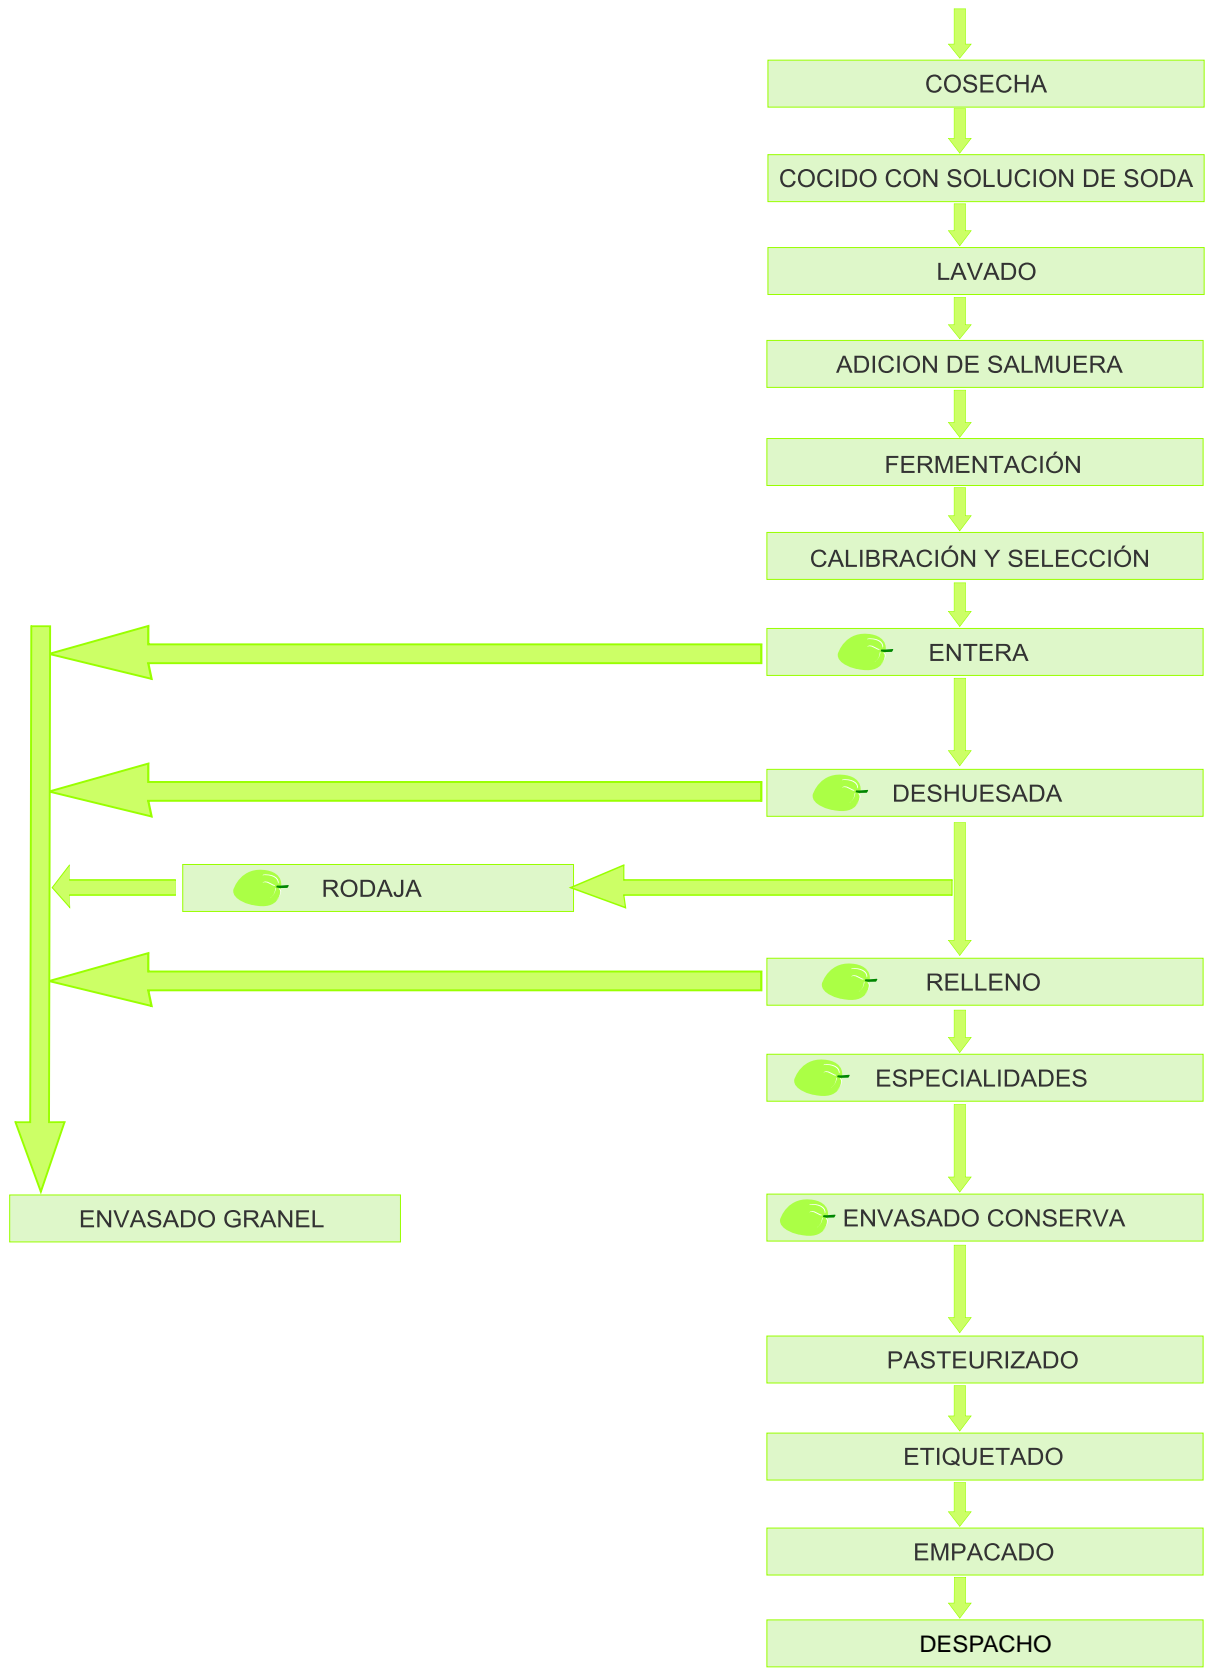 COSECHA
COCIDO CON SOLUCION DE SODA
LAVADO
ADICION DE SALMUERA
FERMENTACIÓN
CALIBRACIÓN Y SELECCIÓN
ENTERA
DESHUESADA
RODAJA
RELLENO
ESPECIALIDADES
ENVASADO GRANEL
ENVASADO CONSERVA
PASTEURIZADO
ETIQUETADO
EMPACADO
DESPACHO